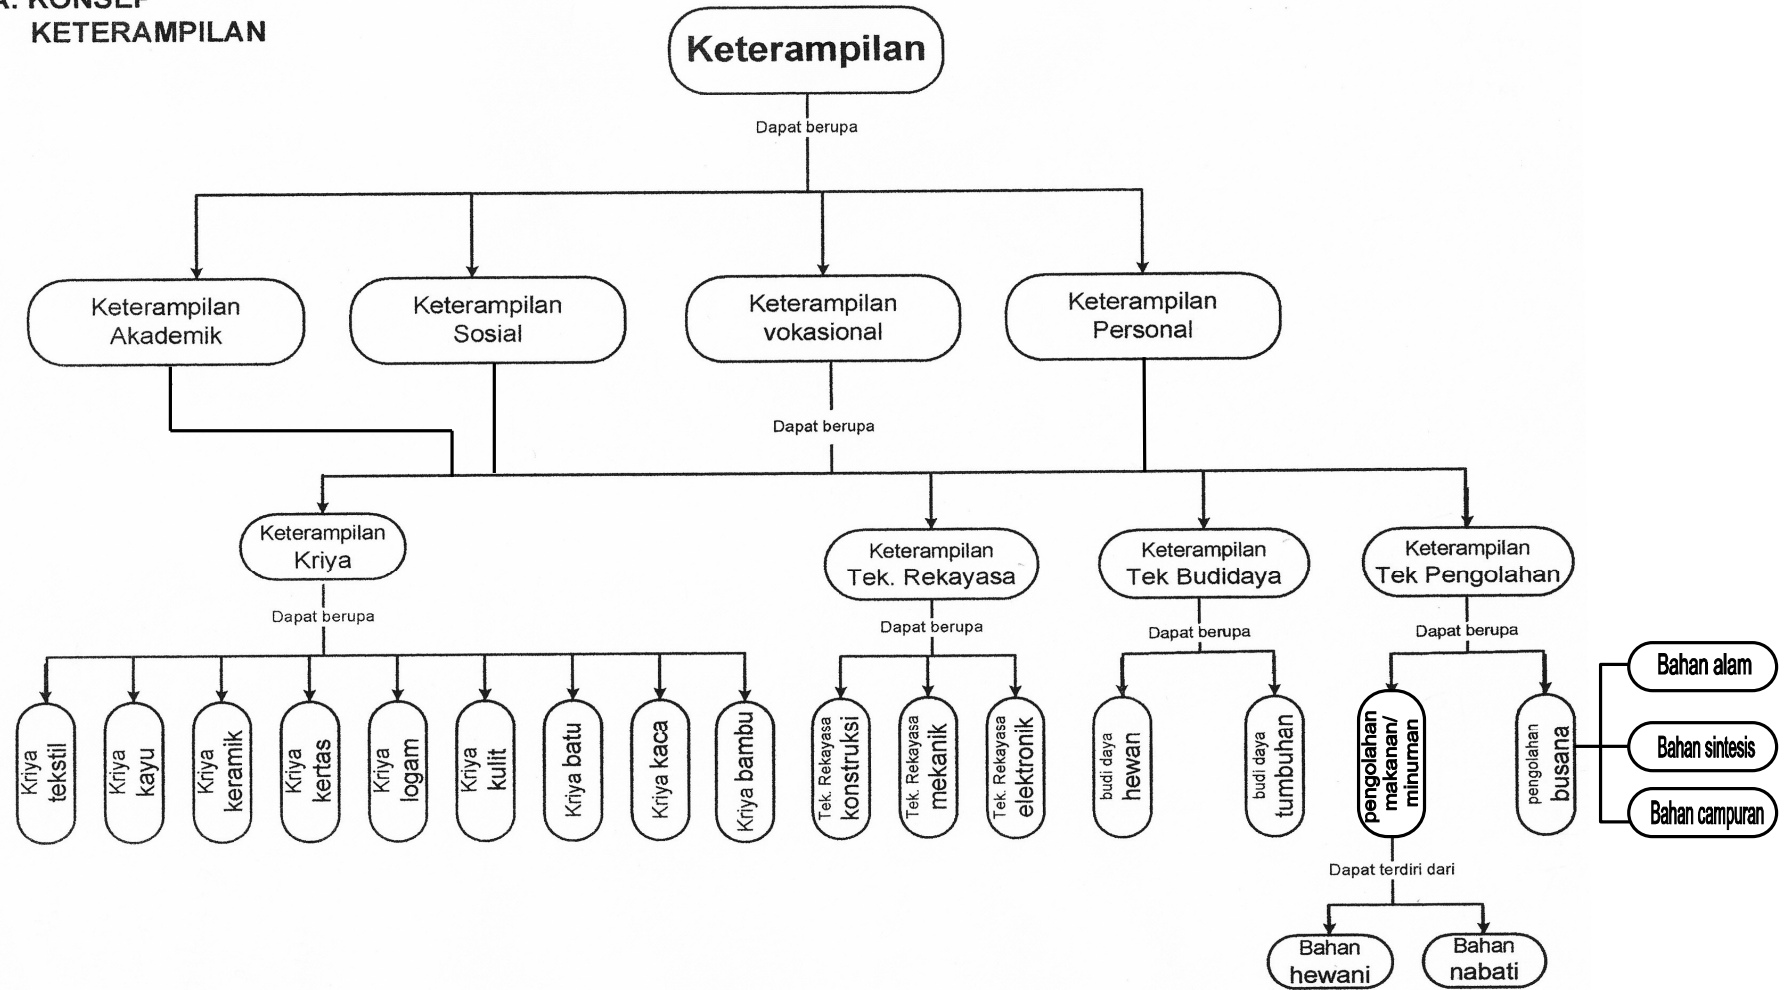 A. KONSEP
KETERAMPILAN
Keterampilan
Dapat berupa
Keterampilan
Akademik
Keterampilan
Sosial
Keterampilan
vokasional
Keterampilan
Personal
Dapat berupa
Keterampilan
Kriya
Keterampilan
Tek. Rekayasa
Keterampilan
Tek Budidaya
Keterampilan
Tek Pengolahan
Dapat berupa
Dapat berupa
Dapat berupa
Dapat berupa
Kriya
tekstil
Kriya
kayu
Kriya
keramik
Kriya
kertas
Kriya
logam
Kriya
kulit
Kriya batu
Kriya kaca
Kriya bambu
Tek. Rekayasa
konstruksi
Tek. Rekayasa
mekanik
Tek. Rekayasa
elektronik
budi daya
hewan
budi daya
tumbuhan
pengolahan
makanan/
minuman
pengolahan
busana
Bahan alam
Bahan sintesis
Bahan campuran
Dapat terdiri dari
Bahan
hewani
Bahan
nabati